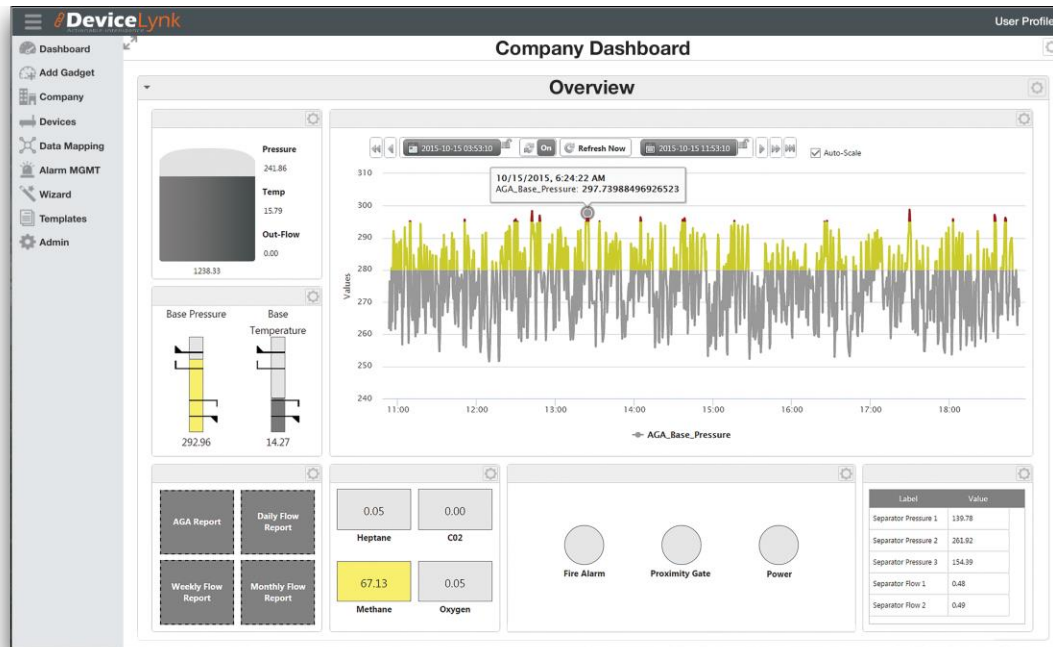 DeviceLynk
User Profile
Dashboard
Add Gadget
Company
Devices
Data Mapping
Alarm MGMT
Wizard
Templates
Admin
Company Dashboard
Overview
Pressure
241.86
Temp
15.79
Out-Flow
0.00
1238.33
2015-10-15 03:53:10
On
Refresh Now
2015-10-15 11:53:10
Auto-Scale
10/15/2015, 6:24:22 AM
AGA_Base_Pressure: 297.73988496926523
Values
310
300
290
280
270
260
250
240
11:00 12:00 13:00 14:00 15:00 16:00 17:00 18:00
AGA_Base_Pressure
Base Pressure
292.96
Base
Temperature
14.27
AGA Report
Daily Flow
Report
Weekly Flow
Report
Monthly Flow
Report
0.05
Heptane
0.00
C02
67.13
Methane
0.05
Oxygen
Fire Alarm
Proximity Gate
Power
Label Value
Separator Pressure 1 139.78
Separator Pressure 2 261.92
Separator Pressure 3 154.39
Separator Flow 1 0.48
Separator Flow 2 0.49